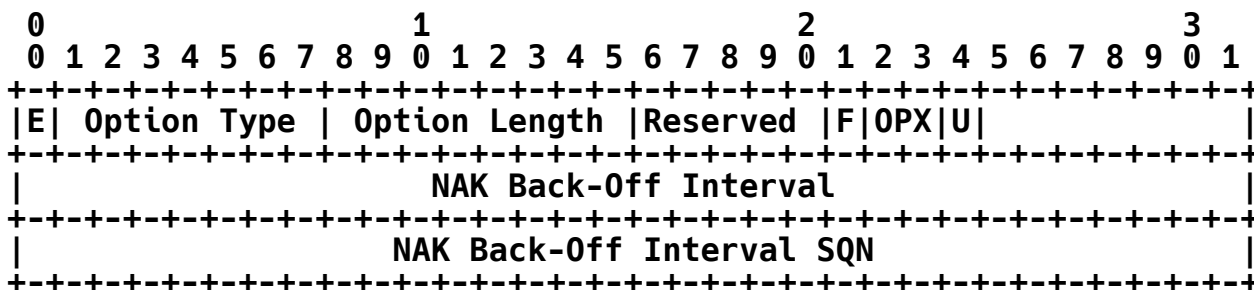 0                   1                   2                   3
 0 1 2 3 4 5 6 7 8 9 0 1 2 3 4 5 6 7 8 9 0 1 2 3 4 5 6 7 8 9 0 1
+-+-+-+-+-+-+-+-+-+-+-+-+-+-+-+-+-+-+-+-+-+-+-+-+-+-+-+-+-+-+-+-+
|E| Option Type | Option Length |Reserved |F|OPX|U|             |
+-+-+-+-+-+-+-+-+-+-+-+-+-+-+-+-+-+-+-+-+-+-+-+-+-+-+-+-+-+-+-+-+
|                     NAK Back-Off Interval                     |
+-+-+-+-+-+-+-+-+-+-+-+-+-+-+-+-+-+-+-+-+-+-+-+-+-+-+-+-+-+-+-+-+
|                   NAK Back-Off Interval SQN                   |
+-+-+-+-+-+-+-+-+-+-+-+-+-+-+-+-+-+-+-+-+-+-+-+-+-+-+-+-+-+-+-+-+